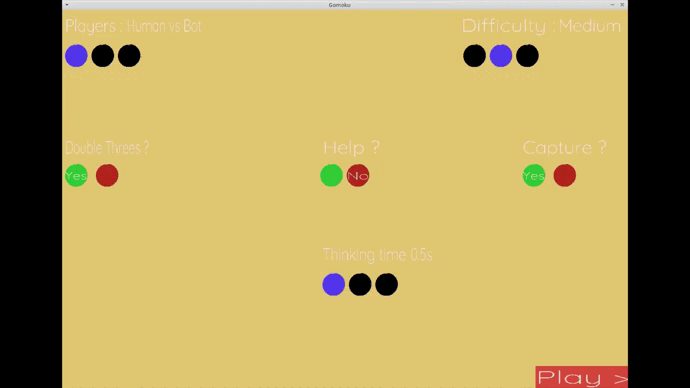 Gomoku
Players : Human vs Bot
Difficulty : Medium
Double Threes ?
Help ?
Capture ?
Yes
No
Yes
Thinking time 0.5s
Play >